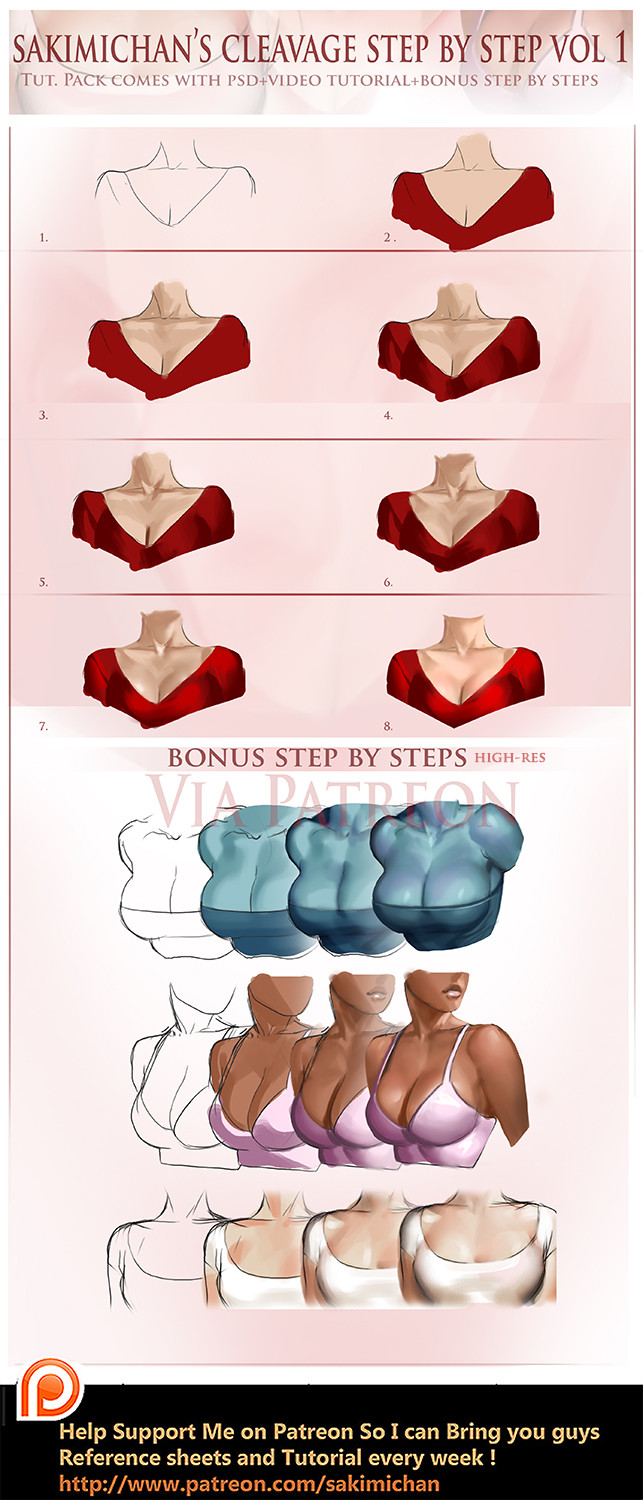 SAKIMICHAN'S CLEAVAGE STEP BY STEP VOL 1
TUT. PACK COMES WITH PSD+VIDEO TUTORIAL+BONUS STEP BY STEPS
1.
2.
3.
4.
5.
6.
7.
8.
BONUS STEP BY STEPS HIGH-RES
VIA PATREON
Help Support Me on Patreon So I can Bring you guys
Reference sheets and Tutorial every week !
http://www.patreon.com/sakimichan